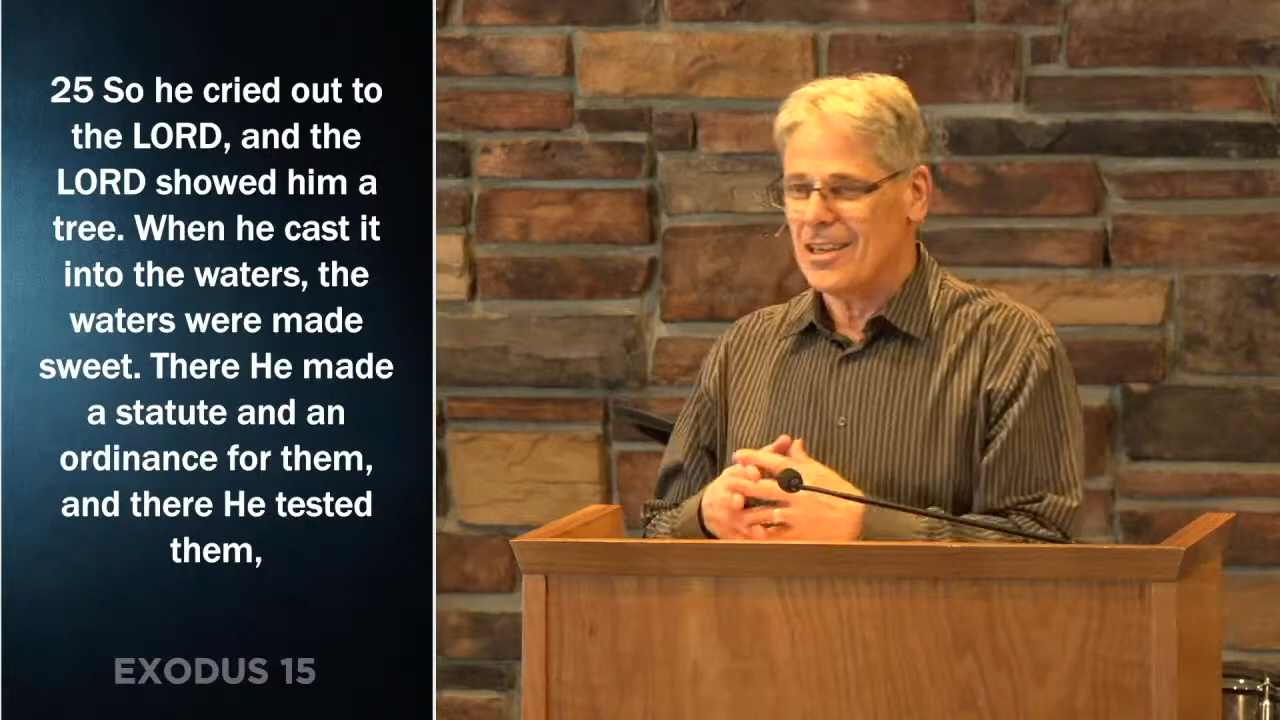 25 So he cried out to
the LORD, and the
LORD showed him a
tree. When he cast it
into the waters, the
waters were made
sweet. There He made
a statute and an
ordinance for them,
and there He tested
them,
EXODUS 15